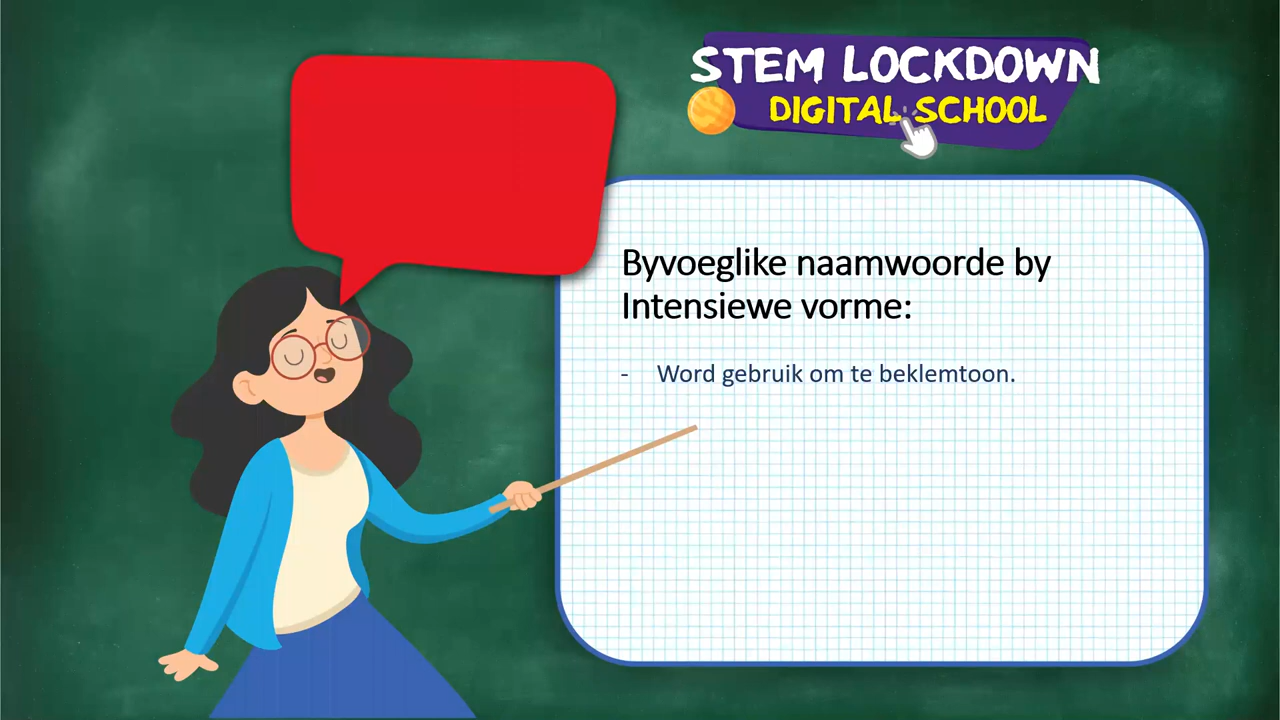 STEM LOCKDOWN
DIGITAL SCHOOL
Byvoeglike naamwoorde by
Intensiewe vorme:
- Word gebruik om te beklemtoon.